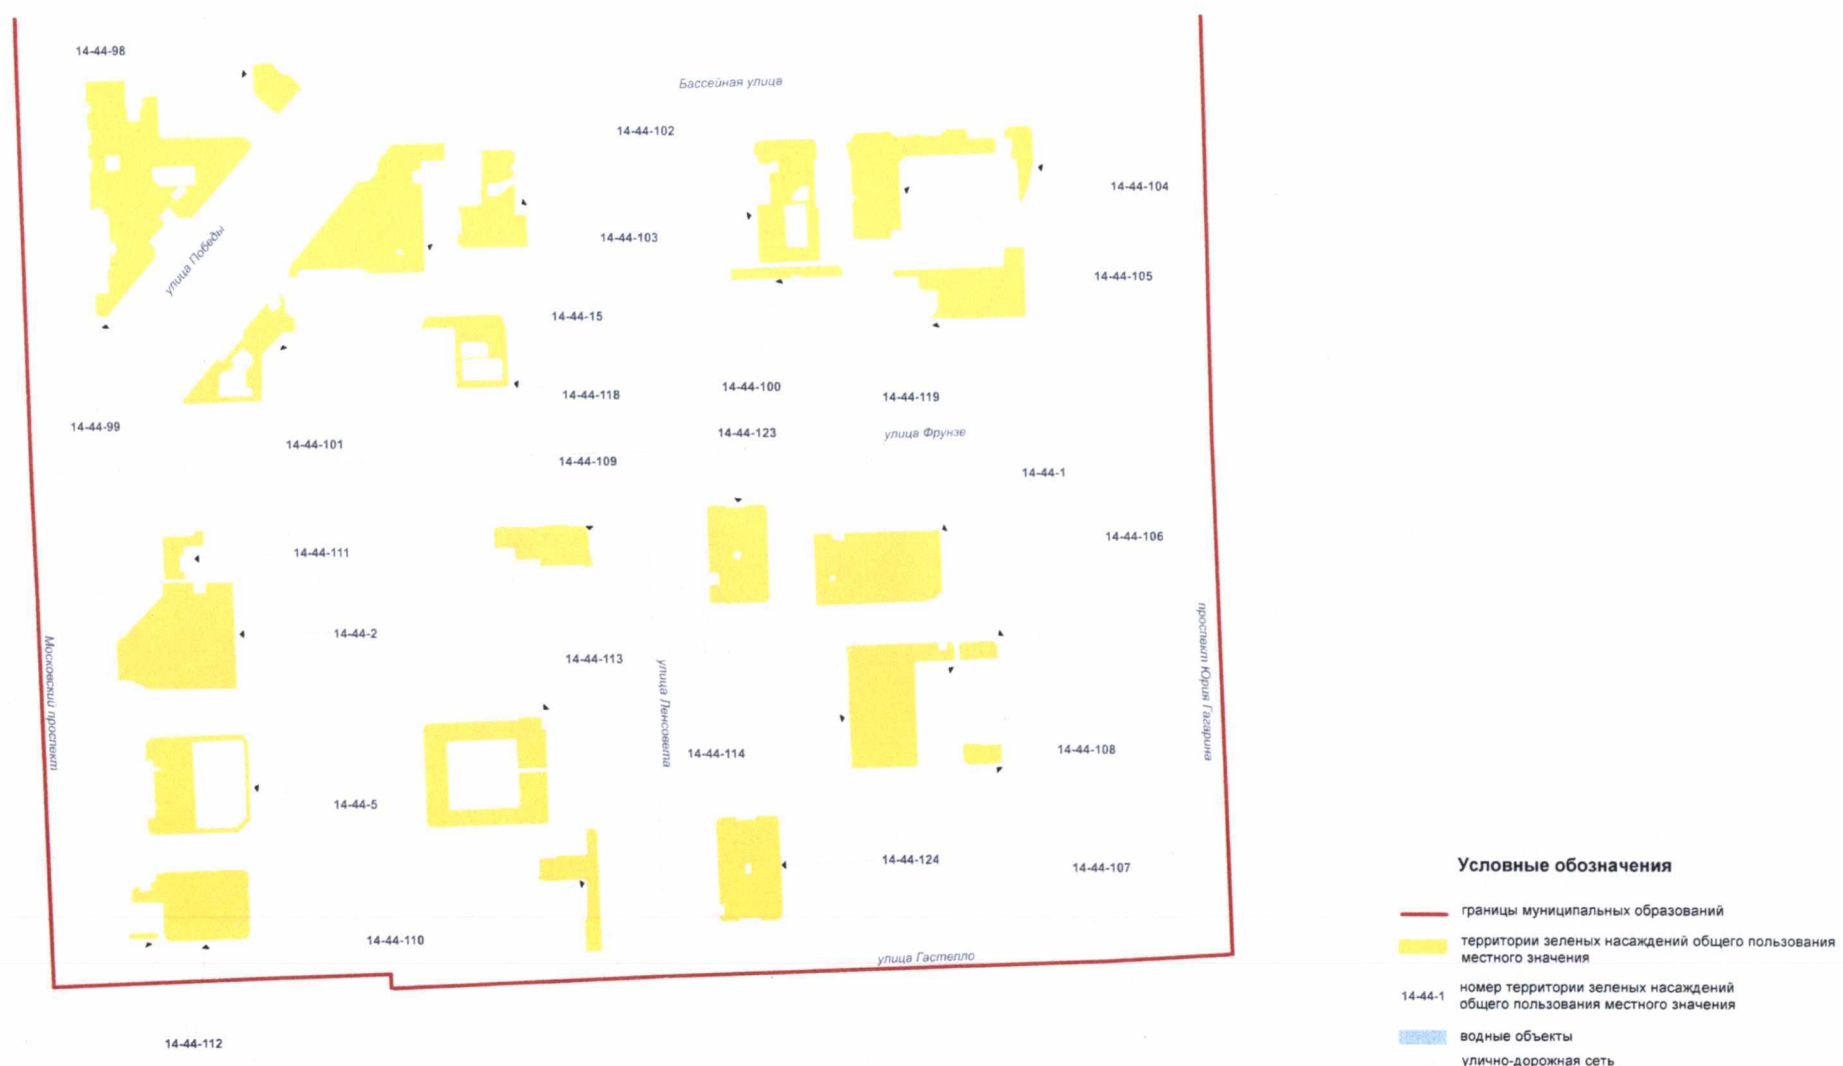 14-44-98
Бассейная улица
14-44-102
14-44-104
14-44-103
улица Победы
14-44-105
14-44-15
14-44-100
14-44-118
14-44-119
14-44-99
14-44-123
улица Фрунзе
14-44-101
14-44-109
14-44-1
14-44-106
14-44-111
14-44-2
Московский проспект
14-44-113
улица Ленсовета
проспект Юрия Гагарина
14-44-114
14-44-108
14-44-5
14-44-124
14-44-107
14-44-110
улица Гастелло
14-44-112
Условные обозначения
границы муниципальных образований
территории зеленых насаждений общего пользования
местного значения
14-44-1
номер территории зеленых насаждений
общего пользования местного значения
водные объекты
улично-дорожная сеть